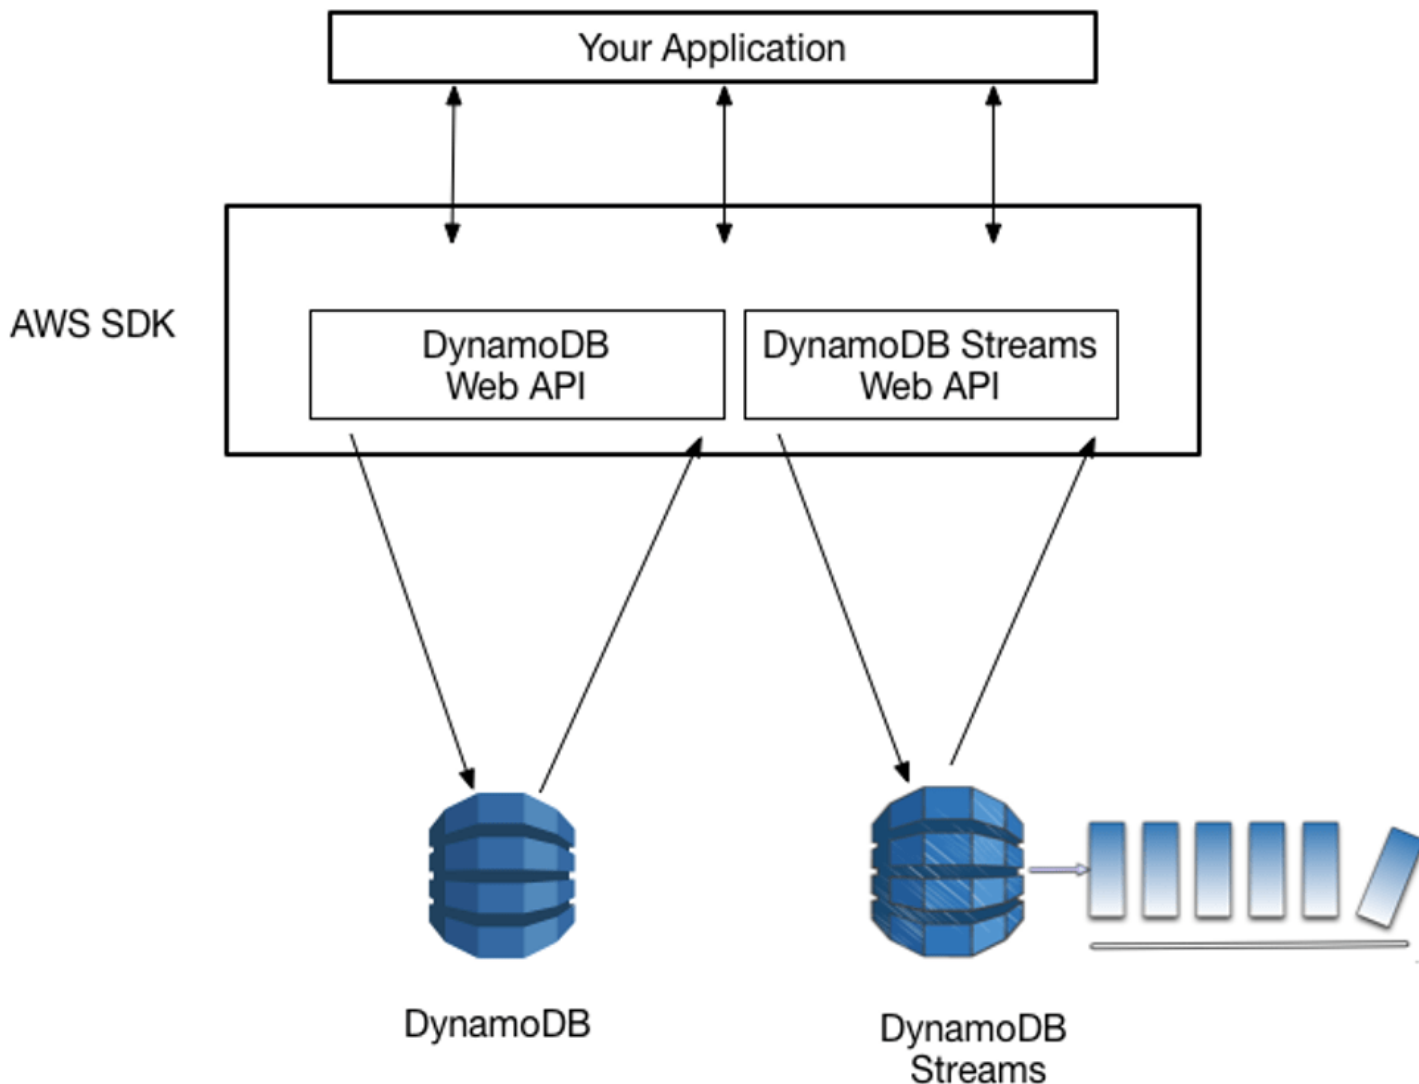 Your Application
AWS SDK
DynamoDB
Web API
DynamoDB Streams
Web API
DynamoDB
DynamoDB
Streams